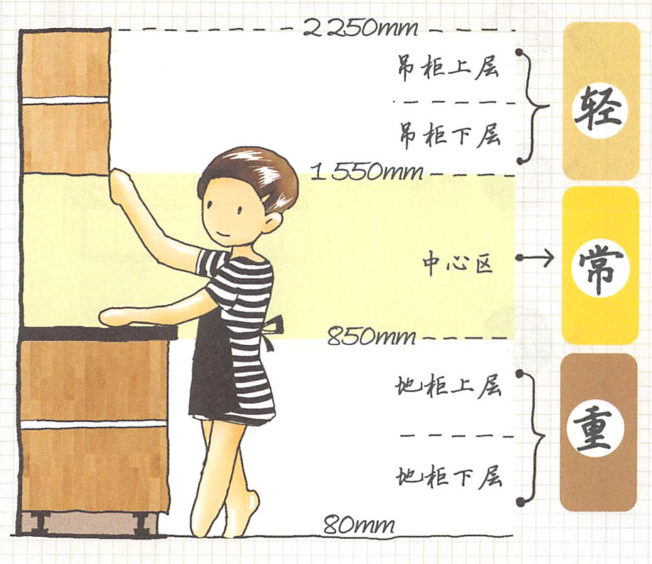 2250mm
吊柜上层
轻
吊柜下层
1550mm
中心区
常
850mm
地柜上层
重
地柜下层
80mm